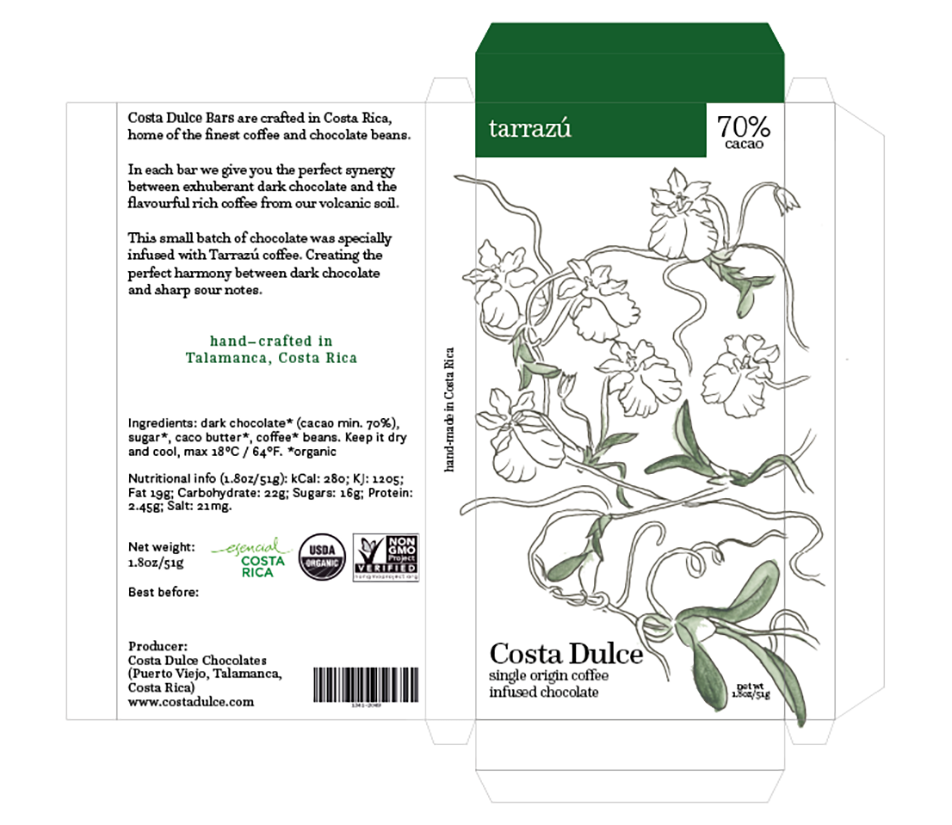 Costa Dulce Bars are crafted in Costa Rica,
home of the finest coffee and chocolate beans.
In each bar we give you the perfect synergy
between exhuberant dark chocolate and the
flavourful rich coffee from our volcanic soil.
This small batch of chocolate was specially
infused with Tarrazú coffee. Creating the
perfect harmony between dark chocolate
and sharp sour notes.
hand-crafted in
Talamanca, Costa Rica
Ingredients: dark chocolate* (cacao min. 70%),
sugar*, caco butter*, coffee* beans. Keep it dry
and cool, max 18°C / 64°F. *organic
Nutritional info (1.8oz/51g): kCal: 280; KJ: 1205;
Fat 19g; Carbohydrate: 22g; Sugars: 16g; Protein:
2.45g; Salt: 21mg.
Net weight:
1.8oz/51g
esencial
COSTA
RICA
USDA
ORGANIC
NON
GMO
Project
VERIFIED
nongmoproject.org
Best before:
Producer:
Costa Dulce Chocolates
(Puerto Viejo, Talamanca,
Costa Rica)
www.costadulce.com
hand-made in Costa Rica
tarrazú
70%
cacao
Costa Dulce
single origin coffee
infused chocolate
net wt
1.8oz/51g